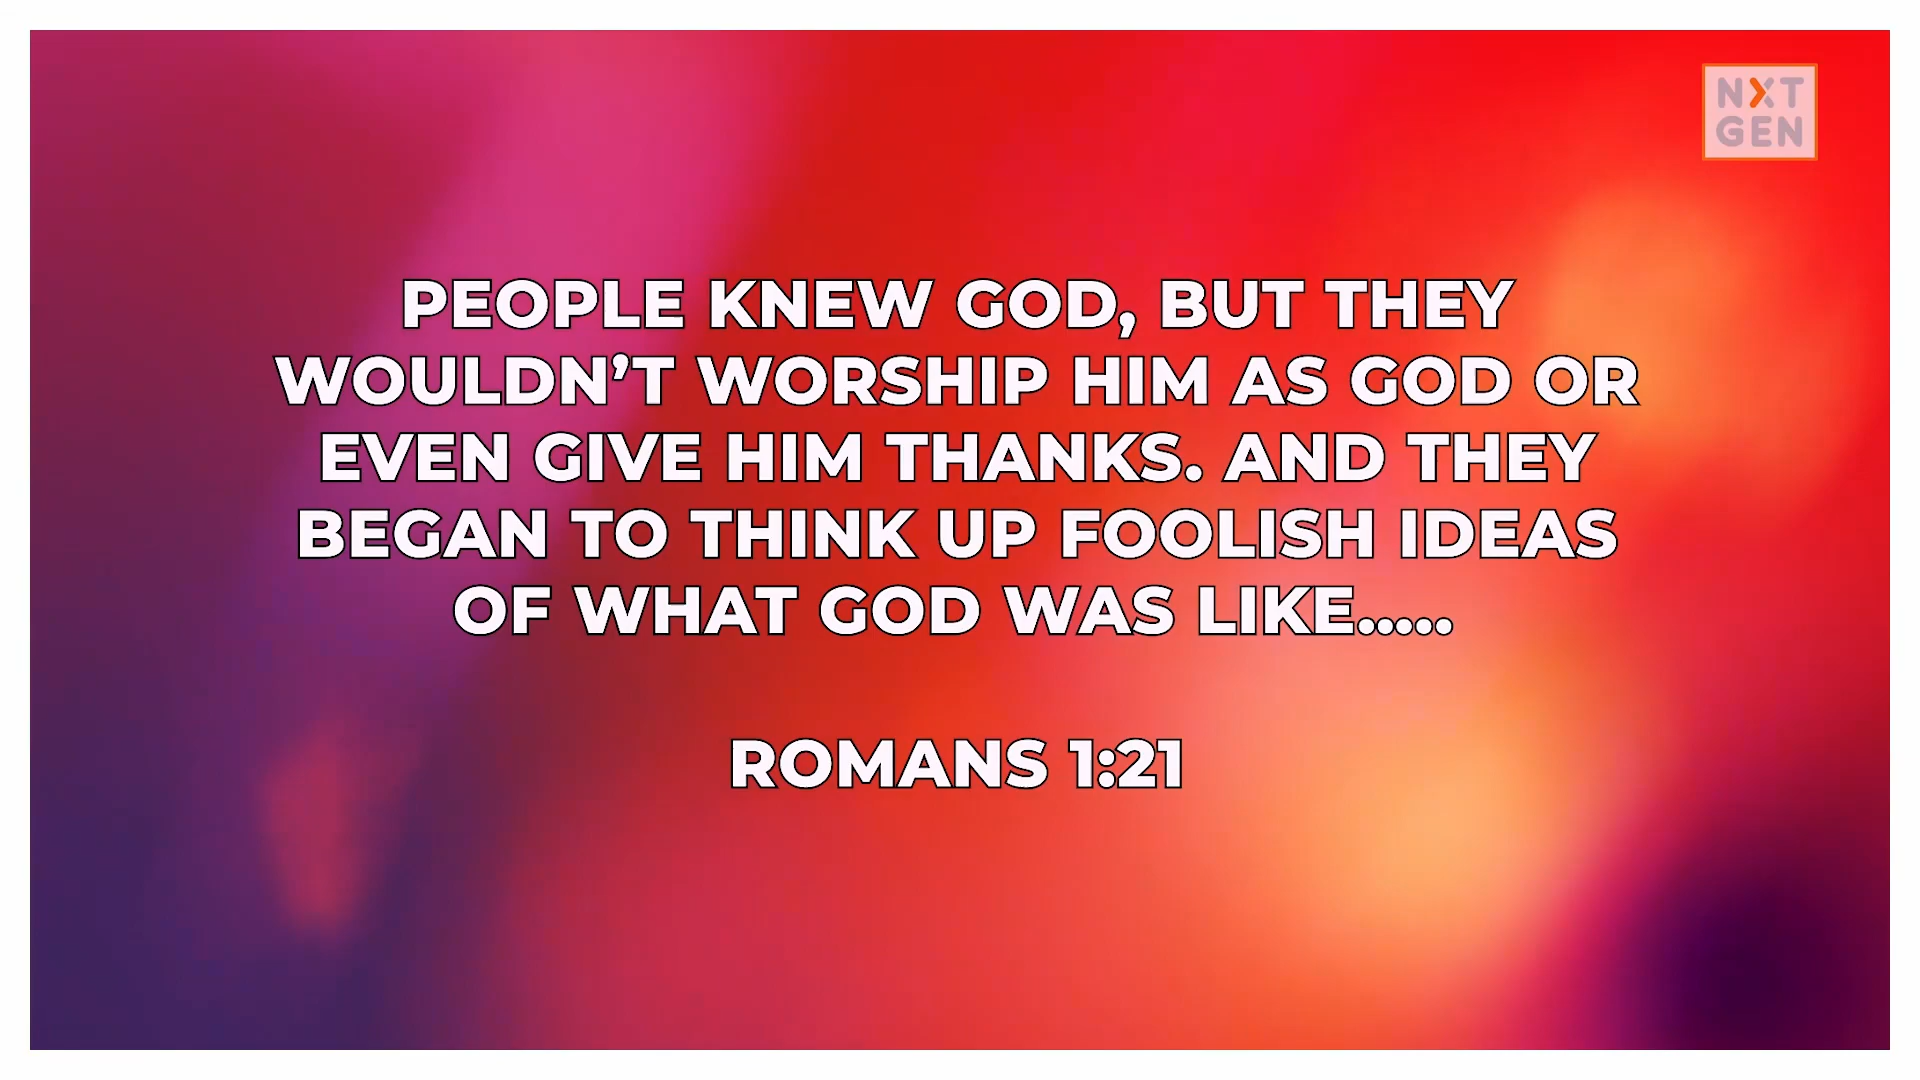 NXT
GEN
PEOPLE KNEW GOD, BUT THEY
WOULDN’T WORSHIP HIM AS GOD OR
EVEN GIVE HIM THANKS. AND THEY
BEGAN TO THINK UP FOOLISH IDEAS
OF WHAT GOD WAS LIKE.....
ROMANS 1:21